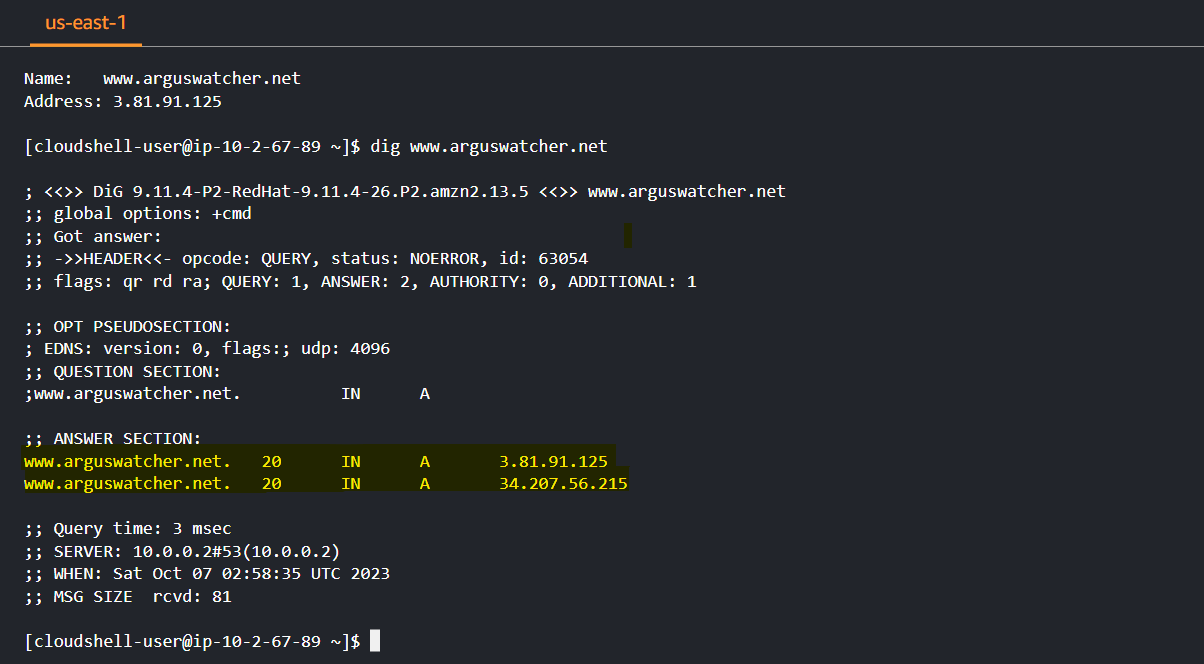 us-east-1
Name:   www.arguswatcher.net
Address: 3.81.91.125
[cloudshell-user@ip-10-2-67-89 ~]$ dig www.arguswatcher.net
; <<>> DiG 9.11.4-P2-RedHat-9.11.4-26.P2.amzn2.13.5 <<>> www.arguswatcher.net
;; global options: +cmd
;; Got answer:
;; ->>HEADER<<- opcode: QUERY, status: NOERROR, id: 63054
;; flags: qr rd ra; QUERY: 1, ANSWER: 2, AUTHORITY: 0, ADDITIONAL: 1
;; OPT PSEUDOSECTION:
; EDNS: version: 0, flags:; udp: 4096
;; QUESTION SECTION:
;www.arguswatcher.net.          IN      A
;; ANSWER SECTION:
www.arguswatcher.net.   20      IN      A       3.81.91.125
www.arguswatcher.net.   20      IN      A       34.207.56.215
;; Query time: 3 msec
;; SERVER: 10.0.0.2#53(10.0.0.2)
;; WHEN: Sat Oct 07 02:58:35 UTC 2023
;; MSG SIZE  rcvd: 81
[cloudshell-user@ip-10-2-67-89 ~]$